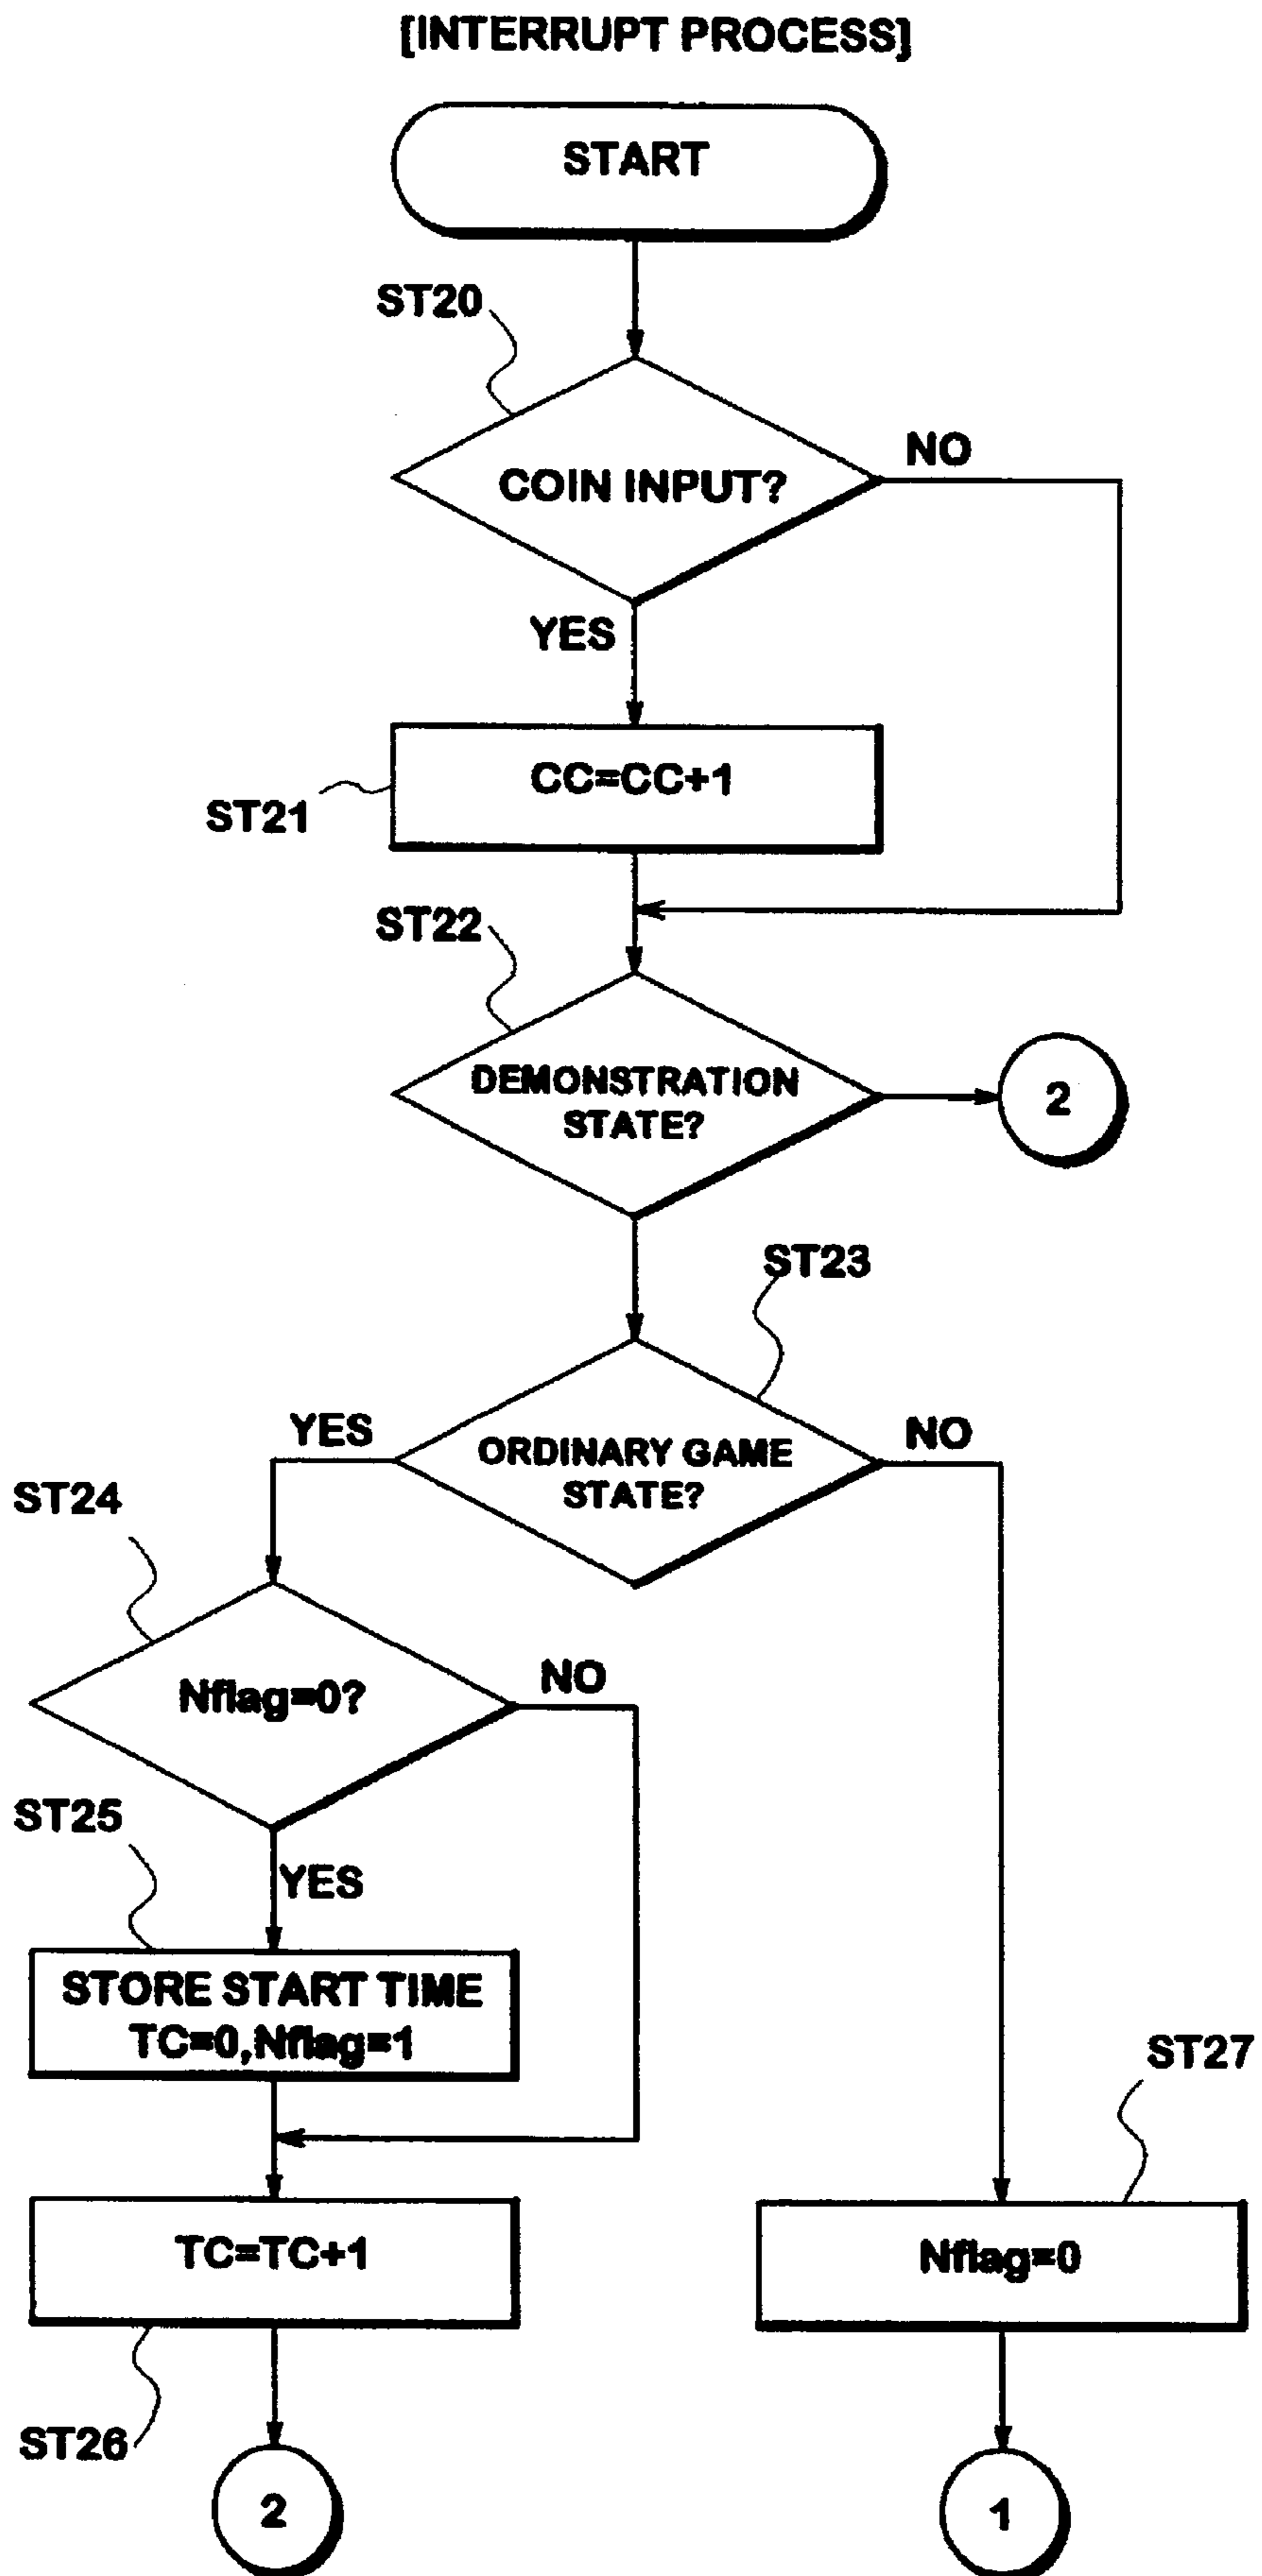 [INTERRUPT PROCESS]
START
ST20
COIN INPUT?
NO
YES
CC=CC+1
ST21
ST22
DEMONSTRATION
STATE?
2
ST23
YES
ORDINARY GAME
STATE?
NO
ST24
Nflag=0?
NO
ST25
YES
STORE START TIME
TC=0,Nflag=1
ST27
TC=TC+1
Nflag=0
ST26
2
1